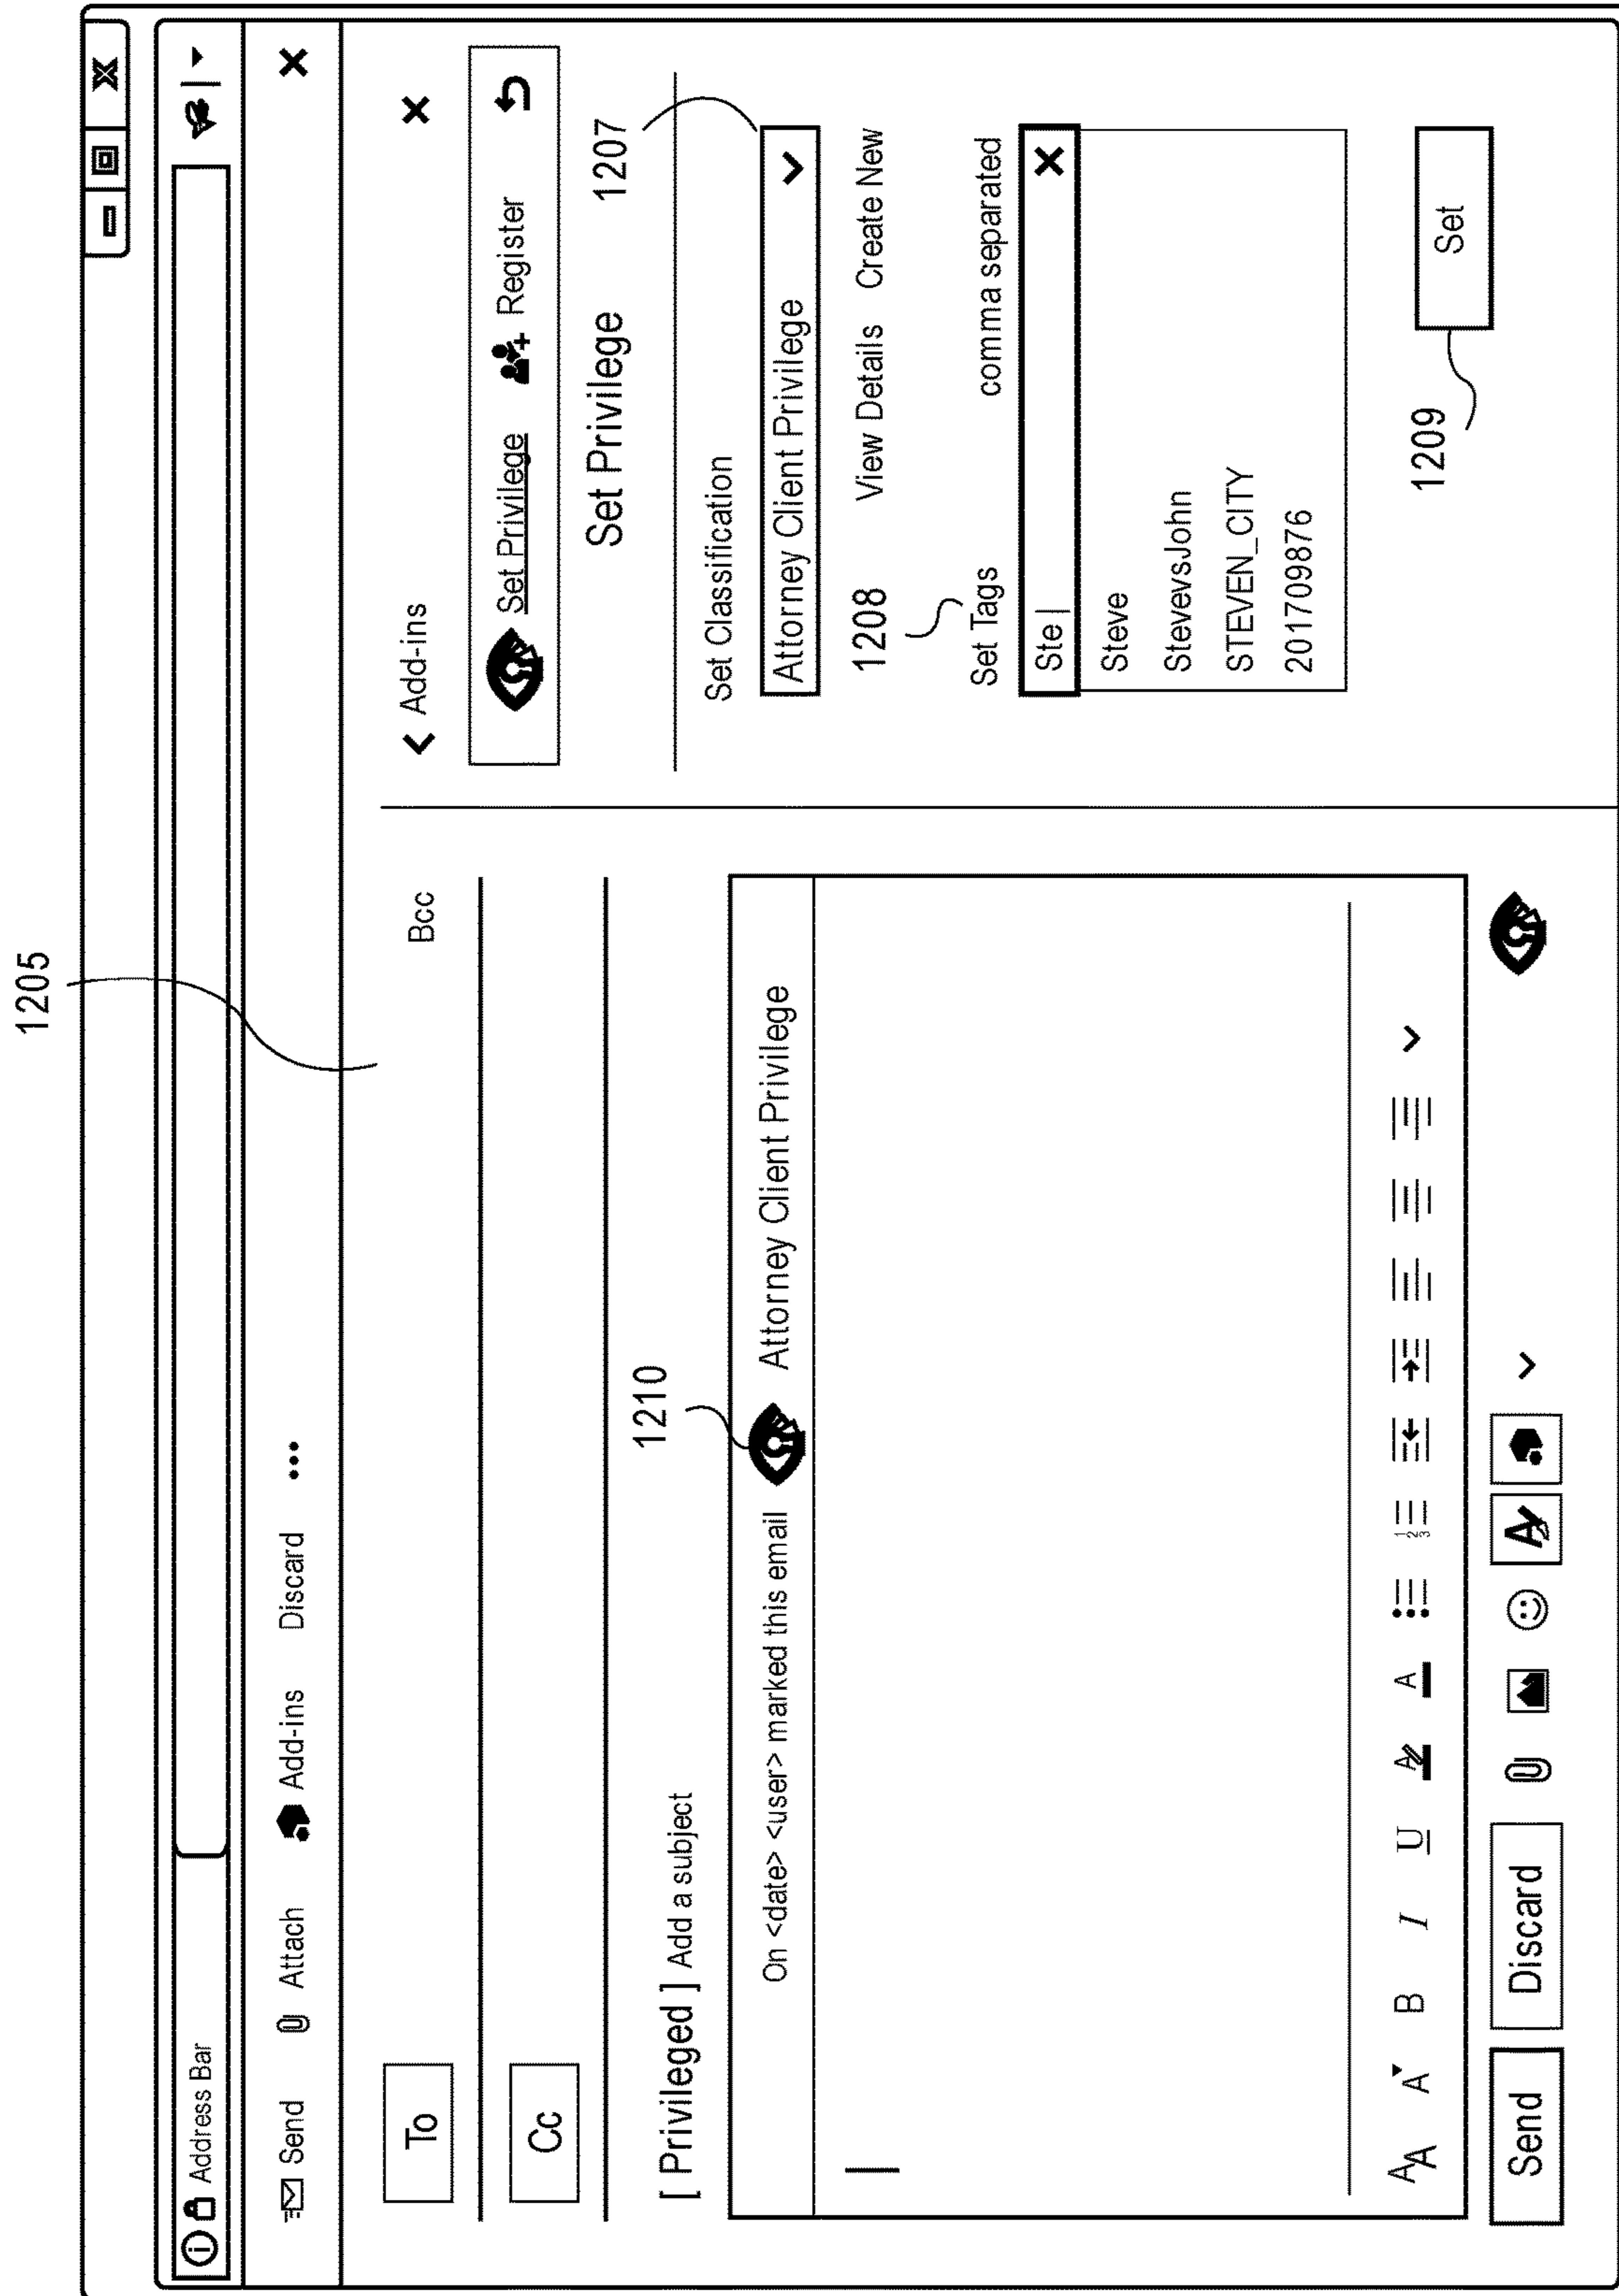 1205
Address Bar
Send Attach Add-ins Discard •••
To
Bcc
Cc
[ Privileged ] Add a subject
1210
On <date> <user> marked this email Attorney Client Privilege
AA A B I U A A
Send Discard
< Add-ins
Set Privilege Register
Set Privilege
1207
Set Classification
Attorney Client Privilege
1208
View Details Create New
Set Tags comma separated
Ste |
Steve
StevevsJohn
STEVEN_CITY
201709876
1209
Set